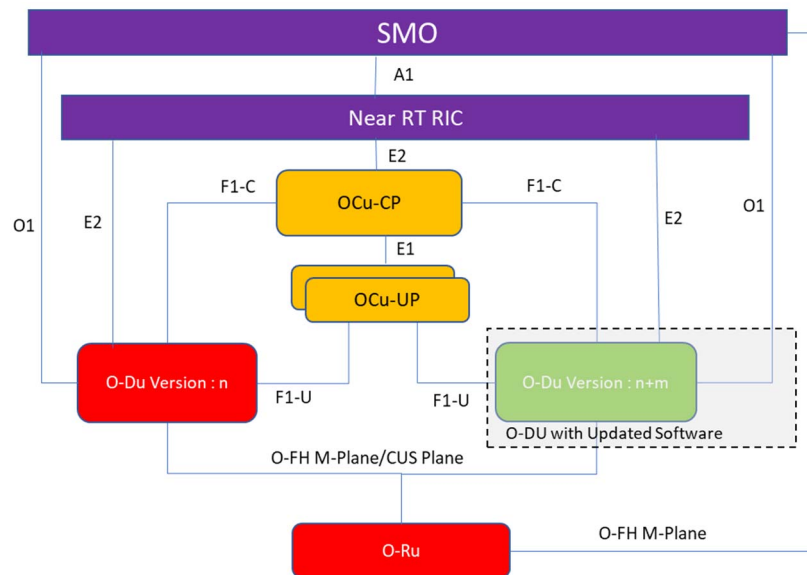 SMO
A1
Near RT RIC
E2
F1-C
F1-C
OCu-CP
O1
E2
E2
O1
E1
OCu-UP
O-Du Version : n
O-Du Version : n+m
F1-U
F1-U
O-DU with Updated Software
O-FH M-Plane/CUS Plane
O-Ru
O-FH M-Plane